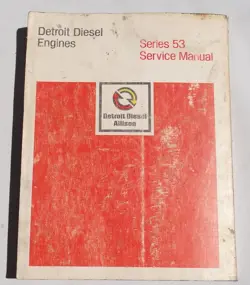 Detroit Diesel
Engines
Series 53
Service Manual
Detroit Diesel
Allison